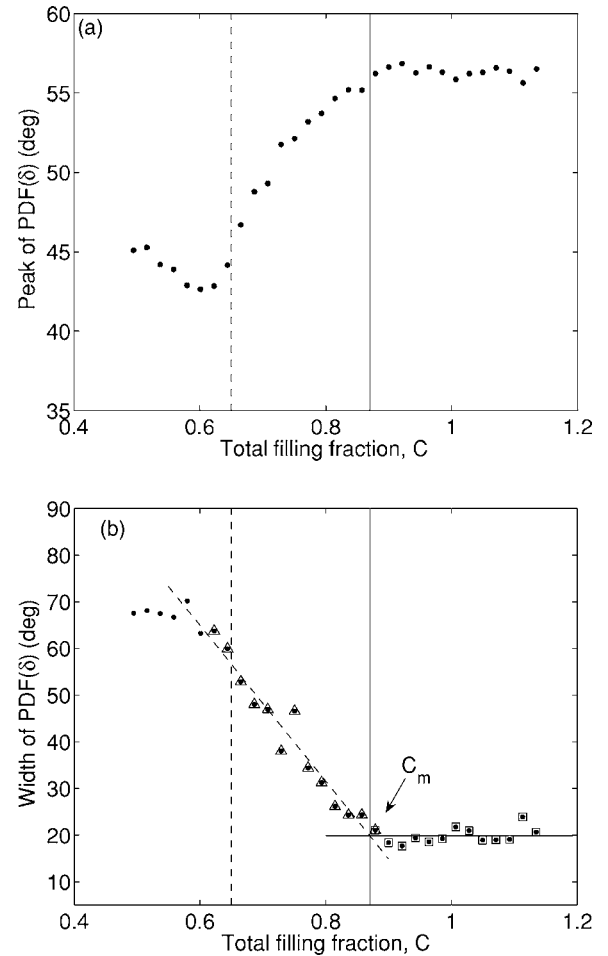 (a)
60
55
50
45
40
35
Peak of PDF(δ) (deg)
0.4 0.6 0.8 1 1.2
Total filling fraction, C
(b)
90
80
70
60
50
40
30
20
10
Width of PDF(δ) (deg)
Cm
0.4 0.6 0.8 1 1.2
Total filling fraction, C